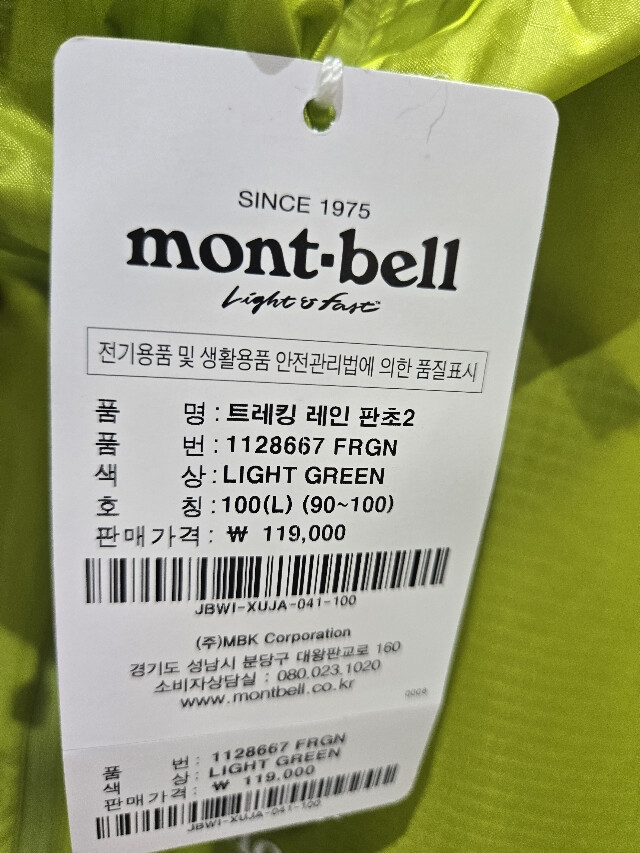 SINCE 1975
mont-bell
Light & Fast™
전기용품 및 생활용품 안전관리법에 의한 품질표시
품 명 : 트레킹 레인 판초2
품 번 : 1128667 FRGN
색 상 : LIGHT GREEN
호 칭 : 100(L) (90~100)
판매가격 : ₩ 119,000
JBWI-XUJA-041-100
(주)MBK Corporation
경기도 성남시 분당구 대왕판교로 160
소비자상담실 : 080.023.1020
www.montbell.co.kr
0009
품 번 : 1128667 FRGN
색 상 : LIGHT GREEN
판매가격 : ₩ 119,000
JBWI-XUJA-041-100